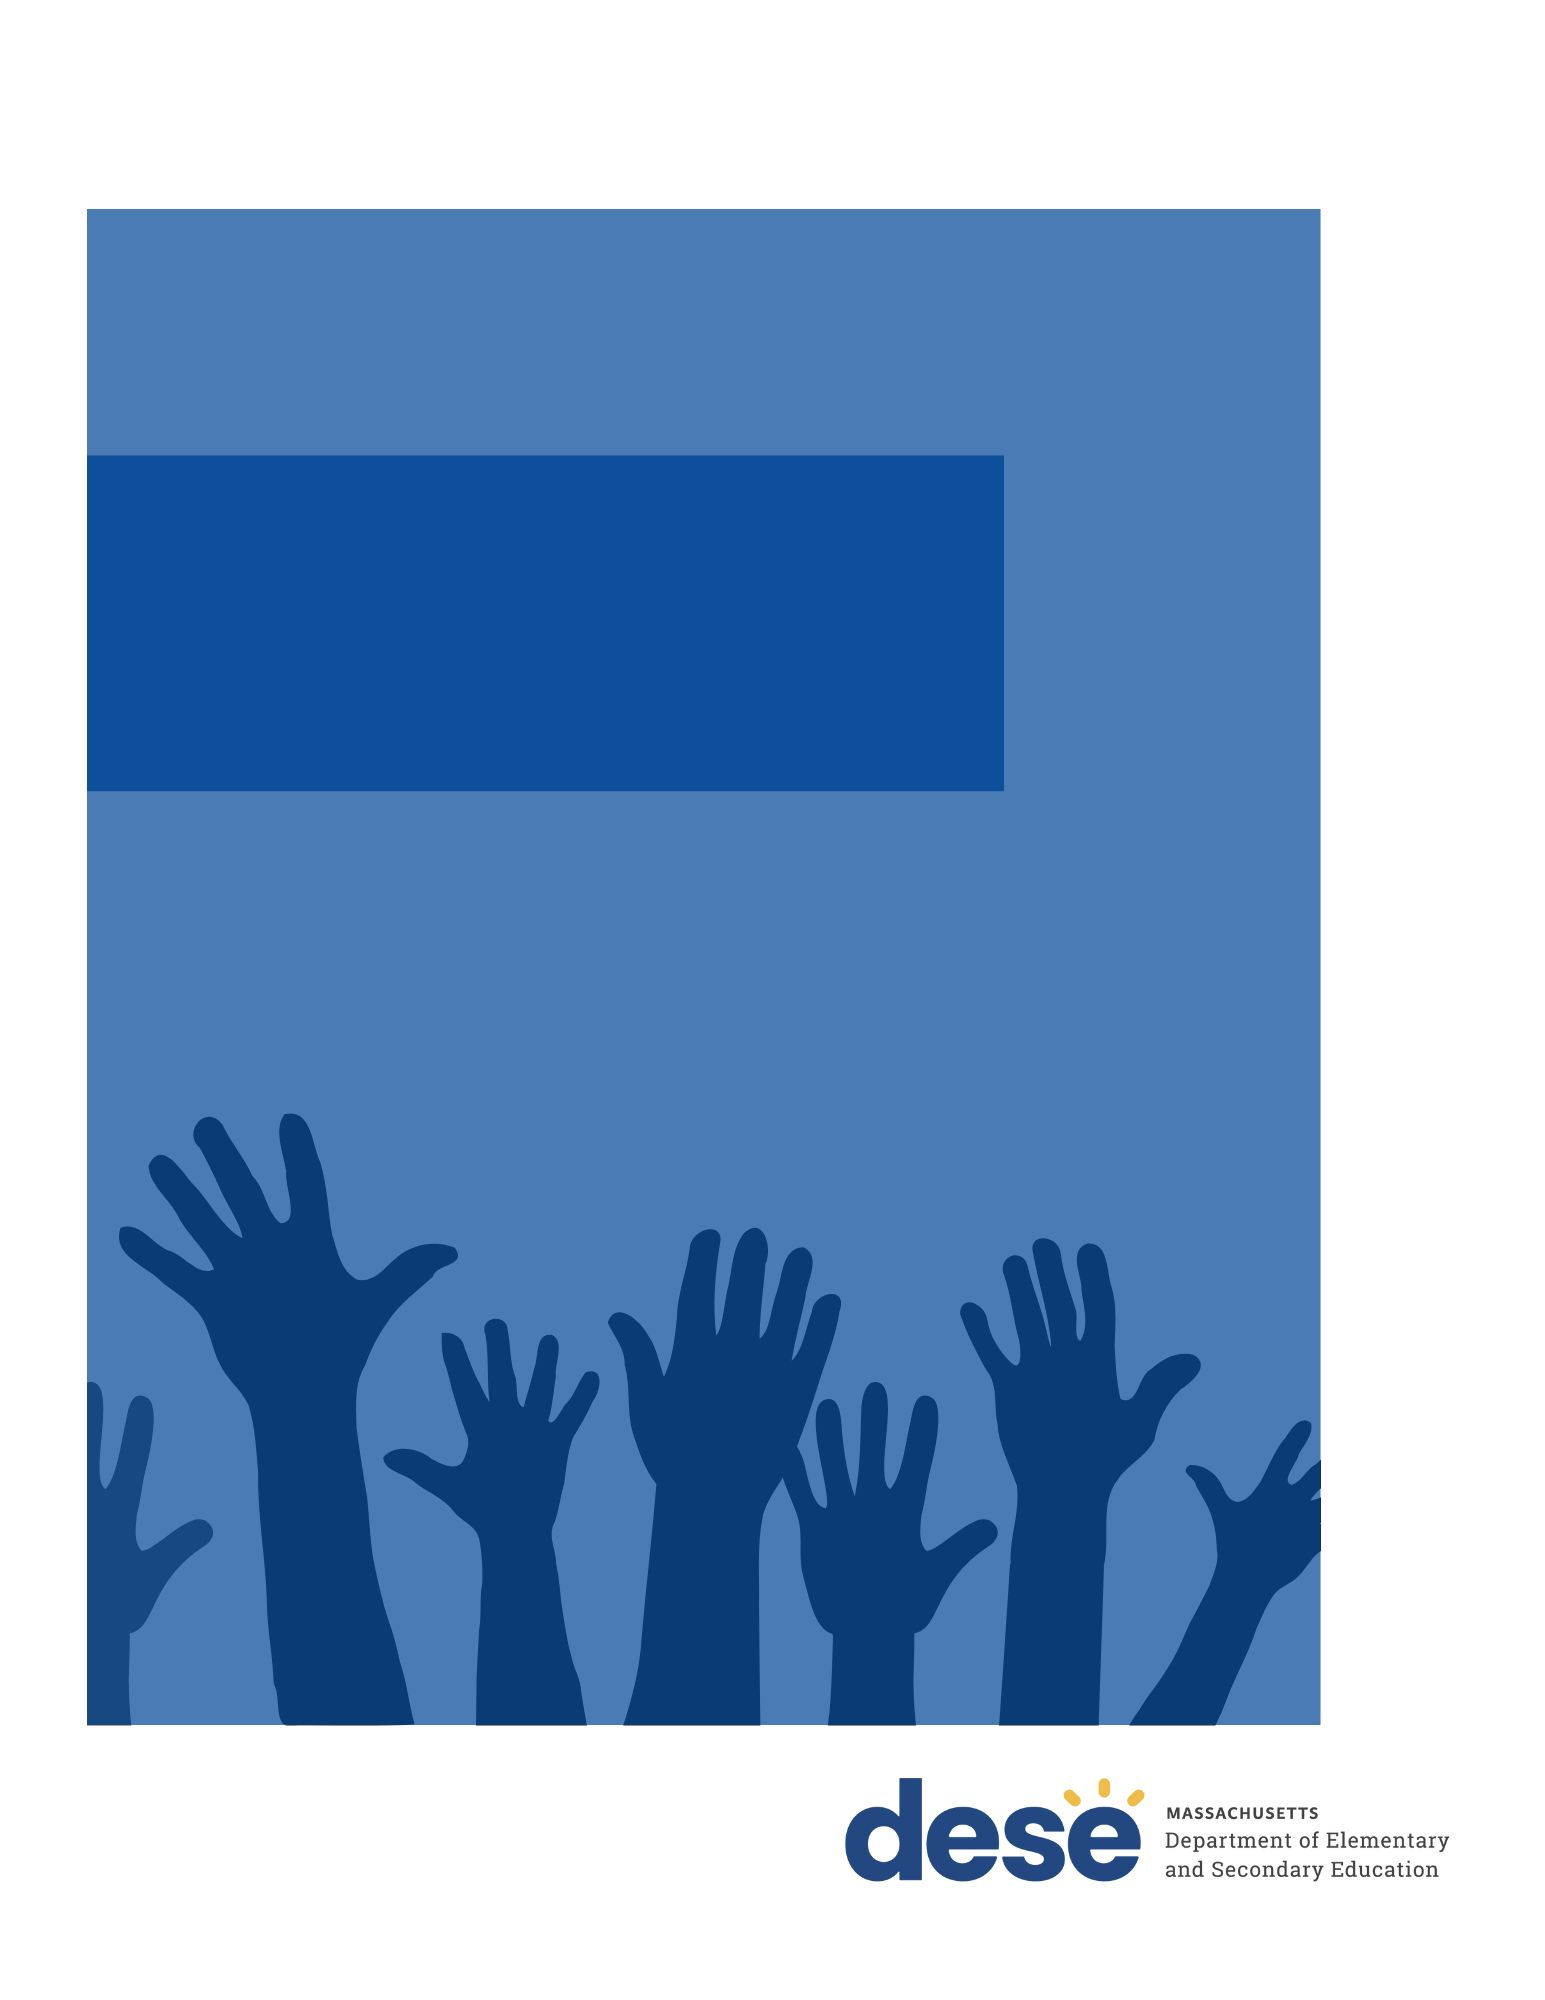 dese
MASSACHUSETTS
Department of Elementary
and Secondary Education